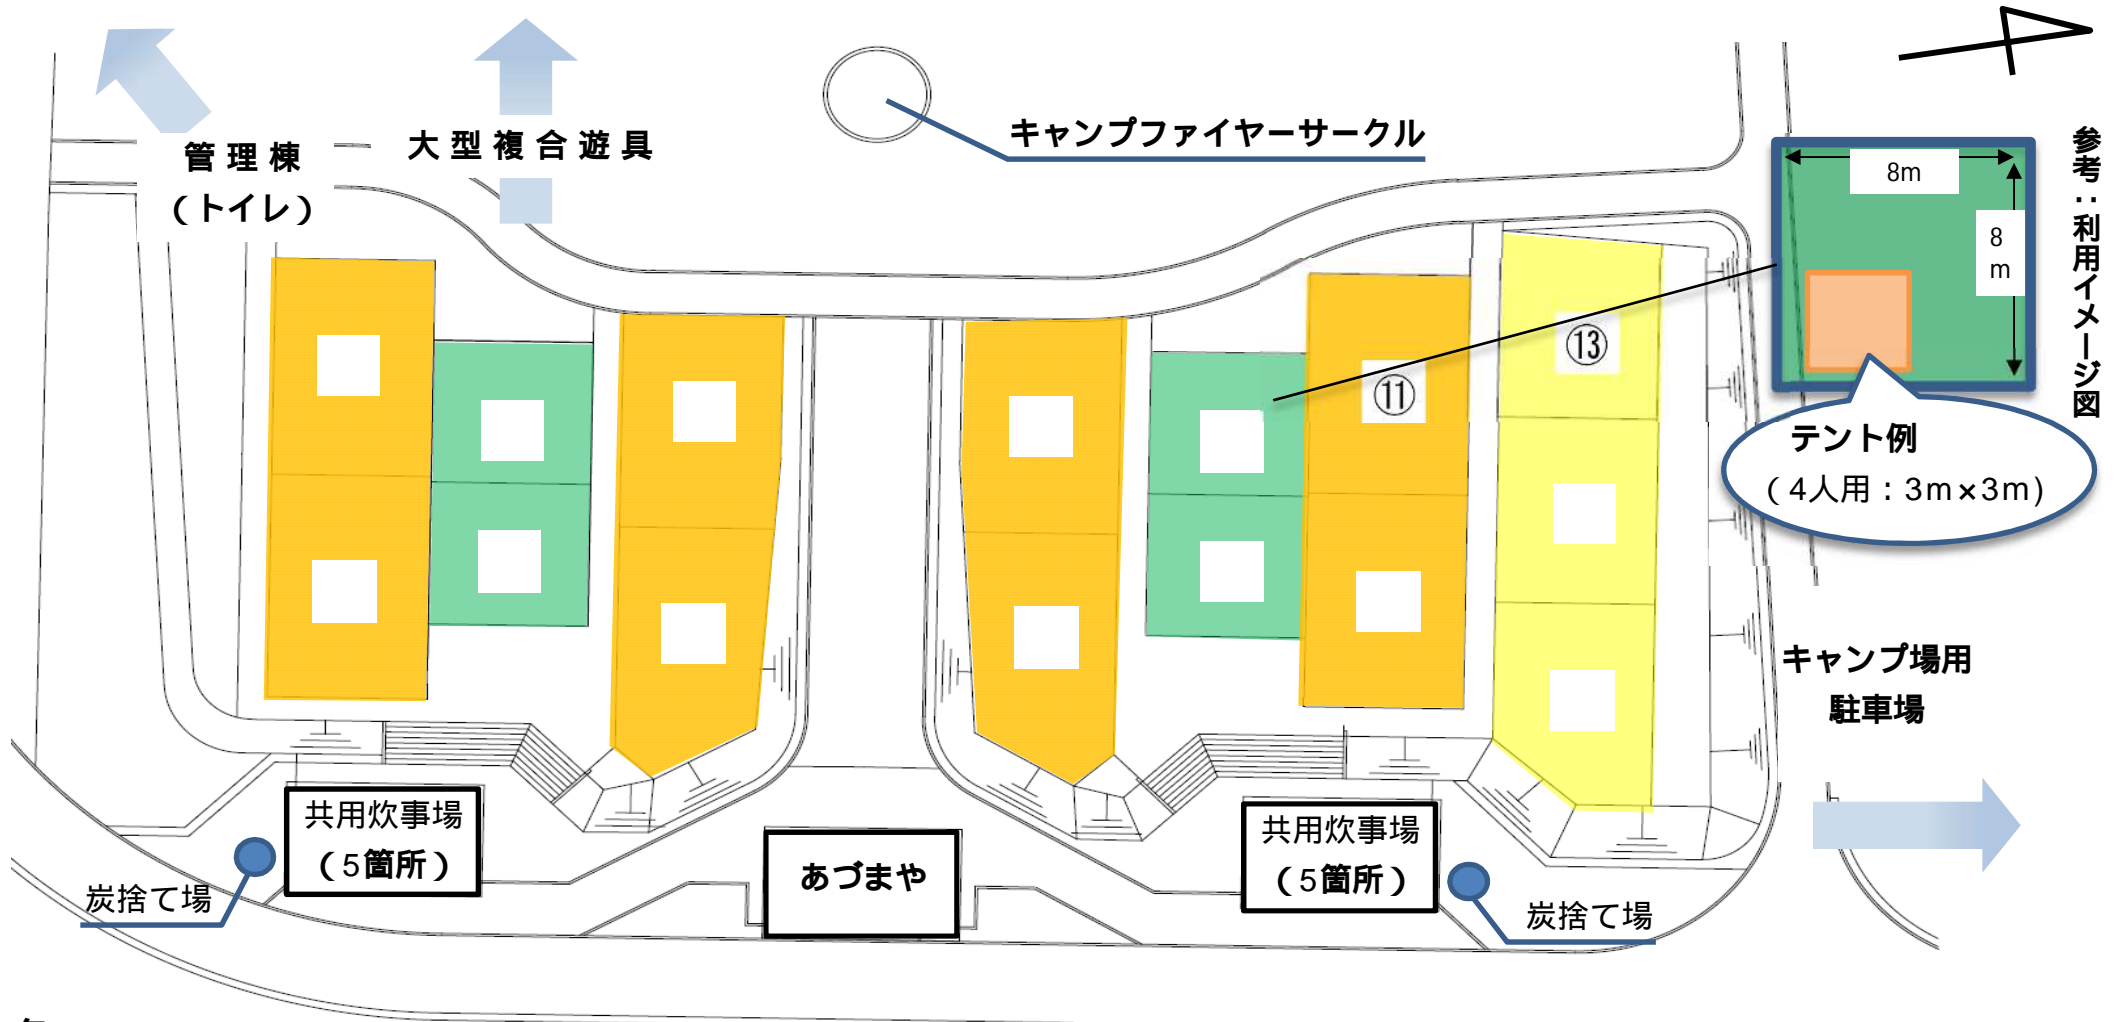 管理棟
（トイレ）
大型複合遊具
キャンプファイヤーサークル
8m
8
m
参考：利用イメージ図
⑬
⑪
テント例
（4人用：3m×3m）
キャンプ場用
駐車場
共用炊事場
（5箇所）
炭捨て場
あづまや
共用炊事場
（5箇所）
炭捨て場